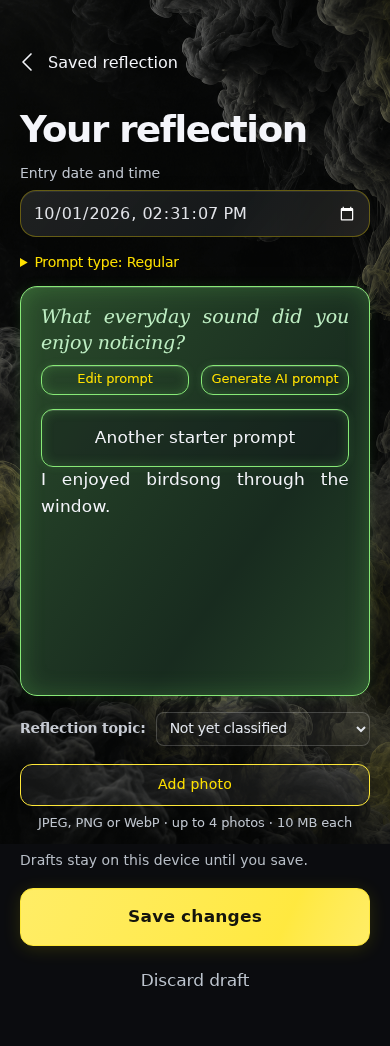 Saved reflection
Your reflection
Entry date and time
10/01/2026, 02:31:07 PM
Prompt type: Regular
What everyday sound did you
enjoy noticing?
Edit prompt
Generate AI prompt
Another starter prompt
I enjoyed birdsong through the
window.
Reflection topic:
Not yet classified
Add photo
JPEG, PNG or WebP · up to 4 photos · 10 MB each
Drafts stay on this device until you save.
Save changes
Discard draft